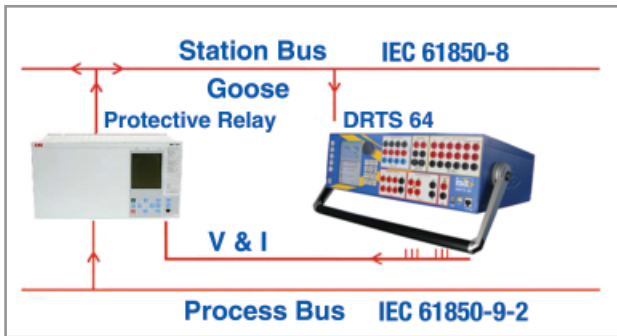 Station Bus IEC 61850-8
Goose
Protective Relay DRTS 64
V & I
Process Bus IEC 61850-9-2